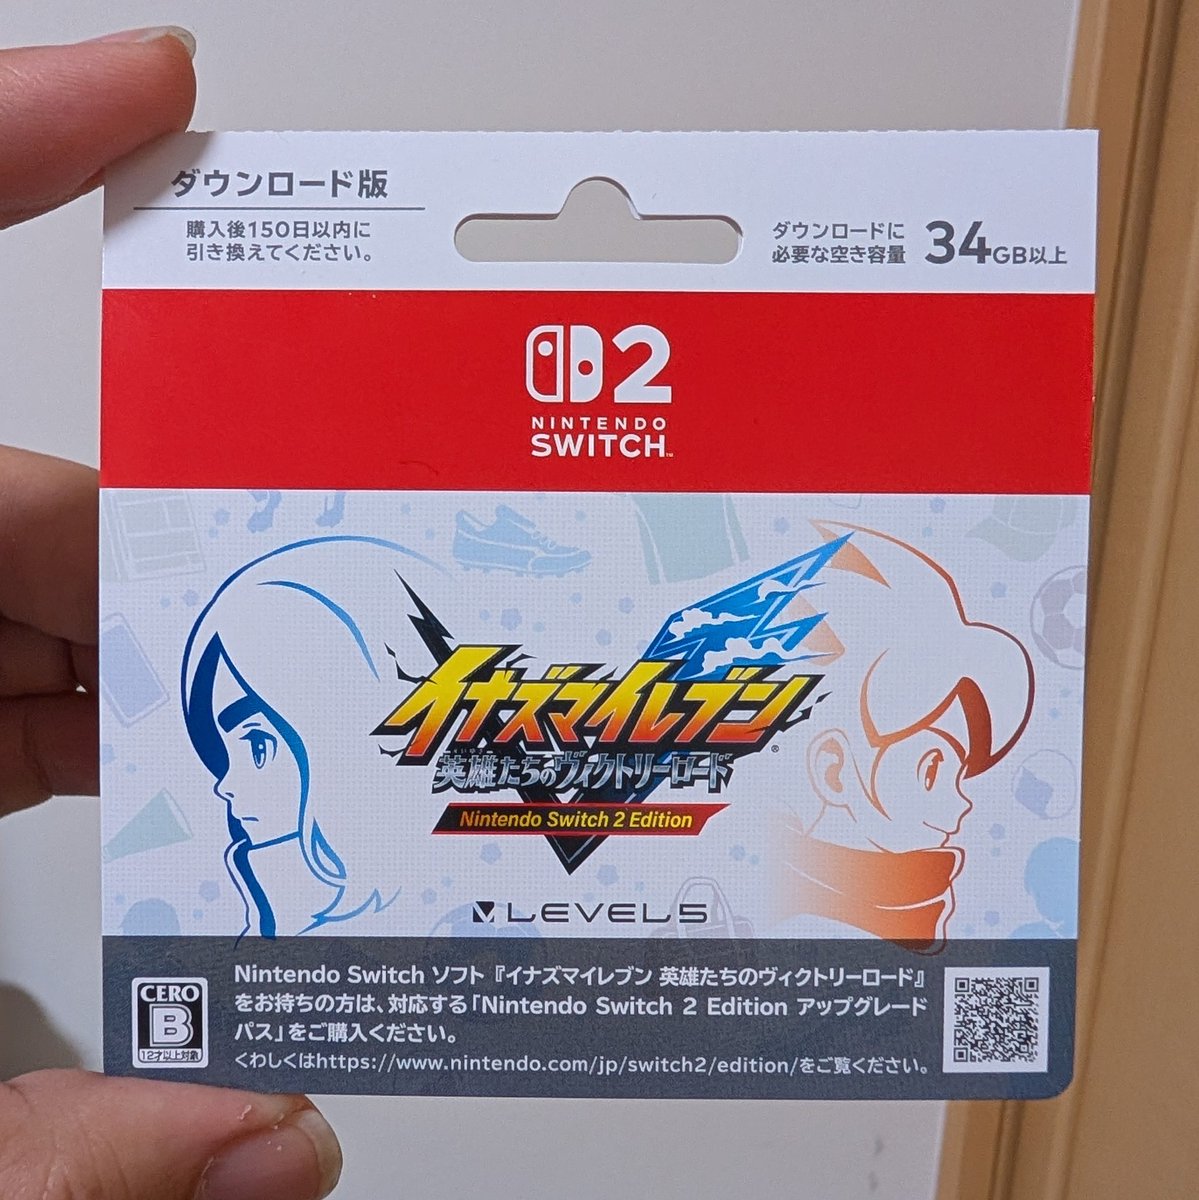 ダウンロード版
購入後150日以内に
引き換えてください。
ダウンロードに
必要な空き容量
34GB以上
2
NINTENDO
SWITCH™
イナズマイレブン®
えいゆう
英雄たちのヴィクトリーロード
Nintendo Switch 2 Edition
LEVEL5
CERO
B
12才以上対象
Nintendo Switch ソフト『イナズマイレブン 英雄たちのヴィクトリーロード』
をお持ちの方は、対応する「Nintendo Switch 2 Edition アップグレード
パス」をご購入ください。
くわしくはhttps://www.nintendo.com/jp/switch2/edition/をご覧ください。